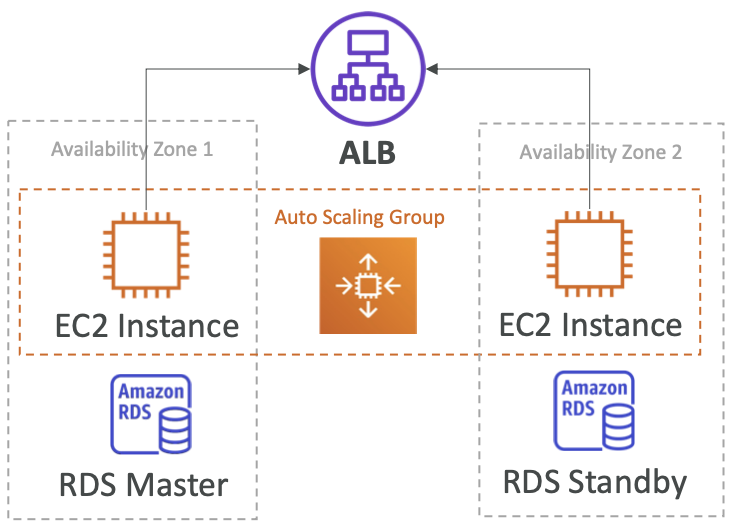 ALB
Availability Zone 1
Availability Zone 2
Auto Scaling Group
EC2 Instance
EC2 Instance
Amazon
RDS
RDS Master
Amazon
RDS
RDS Standby